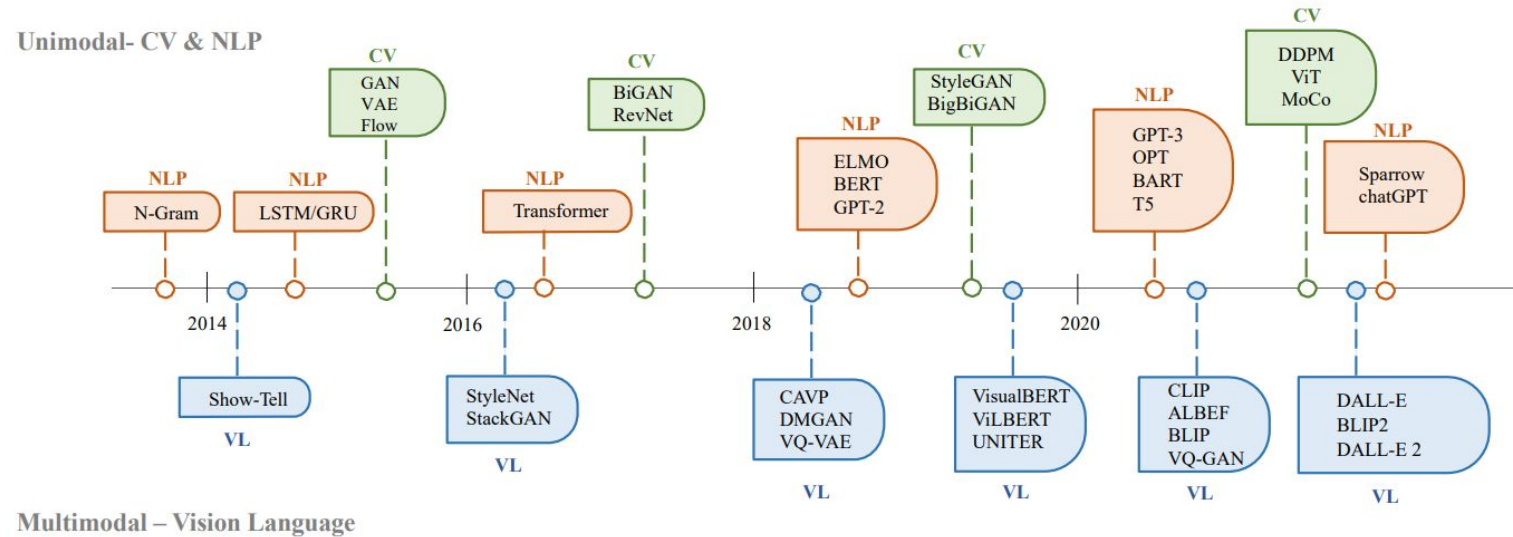 Unimodal- CV & NLP
CV
GAN
VAE
Flow
CV
BiGAN
RevNet
CV
StyleGAN
BigBiGAN
CV
DDPM
ViT
MoCo
NLP
N-Gram
NLP
LSTM/GRU
NLP
Transformer
NLP
ELMO
BERT
GPT-2
NLP
GPT-3
OPT
BART
T5
NLP
Sparrow
chatGPT
2014
2016
2018
2020
Show-Tell
VL
StyleNet
StackGAN
VL
CAVP
DMGAN
VQ-VAE
VL
VisualBERT
ViLBERT
UNITER
VL
CLIP
ALBEF
BLIP
VQ-GAN
VL
DALL-E
BLIP2
DALL-E 2
VL
Multimodal – Vision Language